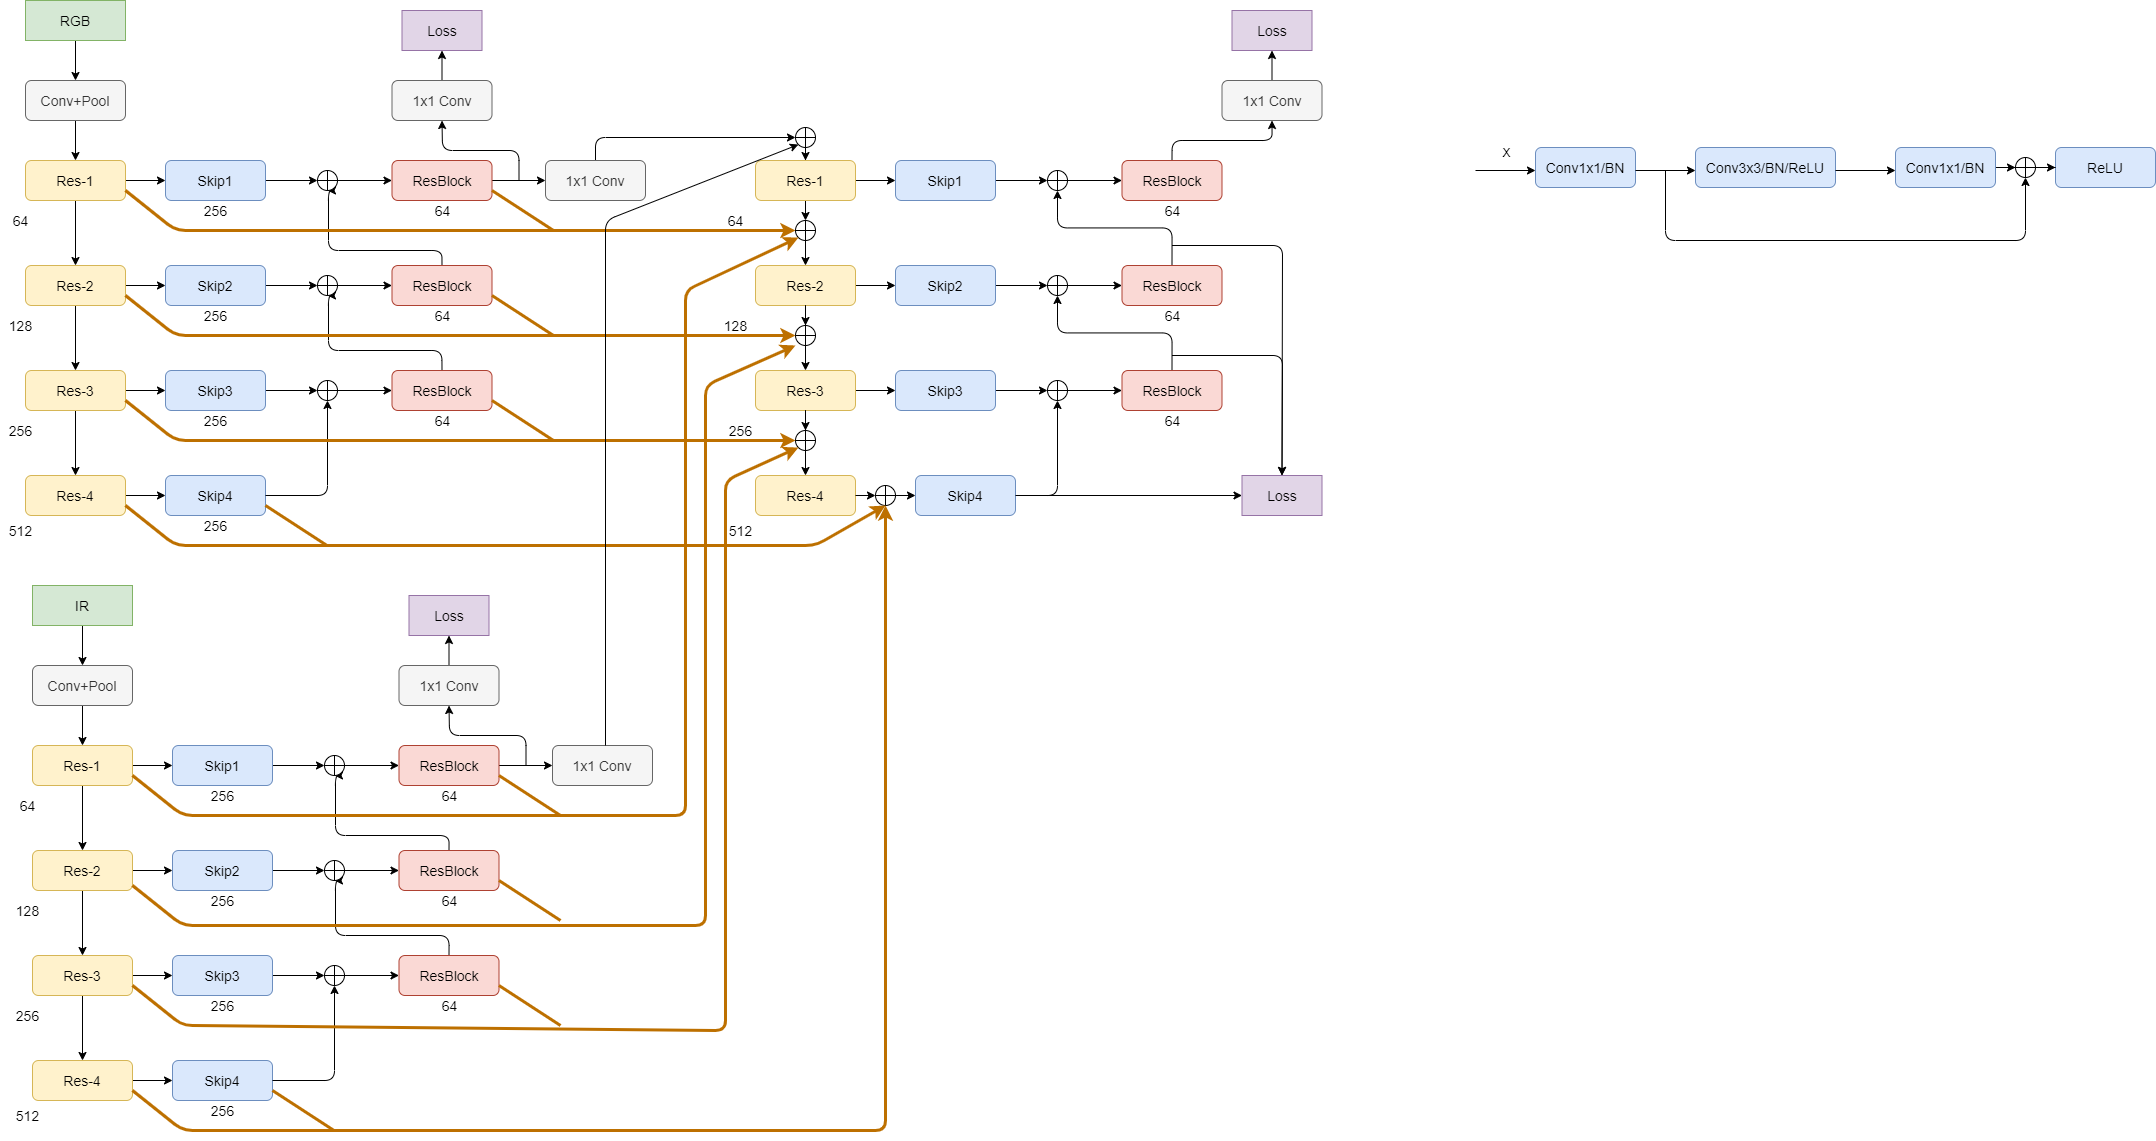 RGB
Loss
Loss
Conv+Pool
1x1 Conv
1x1 Conv
Res-1
Skip1
ResBlock
1x1 Conv
Res-1
Skip1
ResBlock
64
256
64
64
64
Res-2
Skip2
ResBlock
Res-2
Skip2
ResBlock
128
256
64
128
64
Res-3
Skip3
ResBlock
Res-3
Skip3
ResBlock
256
256
64
256
64
Res-4
Skip4
Res-4
Skip4
Loss
512
256
512
X
Conv1x1/BN
Conv3x3/BN/ReLU
Conv1x1/BN
ReLU
IR
Loss
Conv+Pool
1x1 Conv
Res-1
Skip1
ResBlock
1x1 Conv
64
256
64
Res-2
Skip2
ResBlock
128
256
64
Res-3
Skip3
ResBlock
256
256
64
Res-4
Skip4
512
256